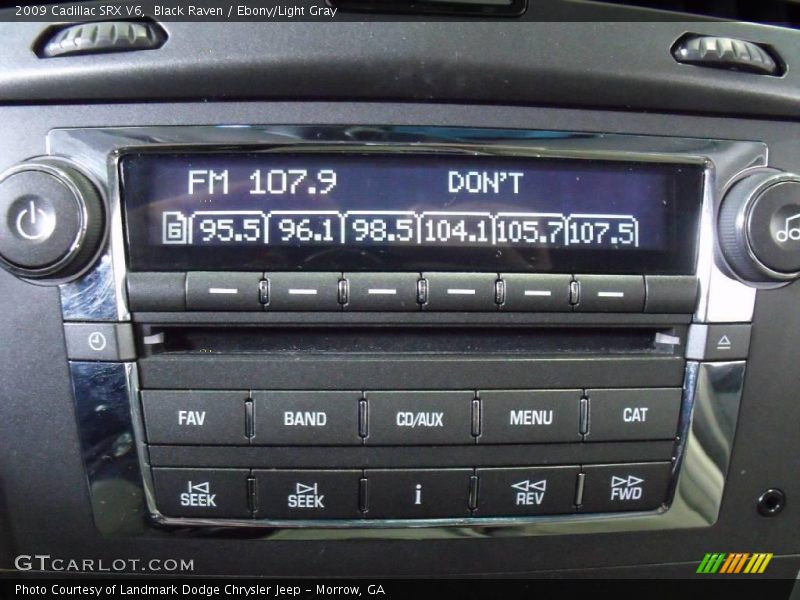 2009 Cadillac SRX V6, Black Raven / Ebony/Light Gray
FM 107.9 DON'T
6 95.5 96.1 98.5 104.1 105.7 107.5
FAV BAND CD/AUX MENU CAT
SEEK SEEK i REV FWD
GTCARLOT.COM
Photo Courtesy of Landmark Dodge Chrysler Jeep - Morrow, GA